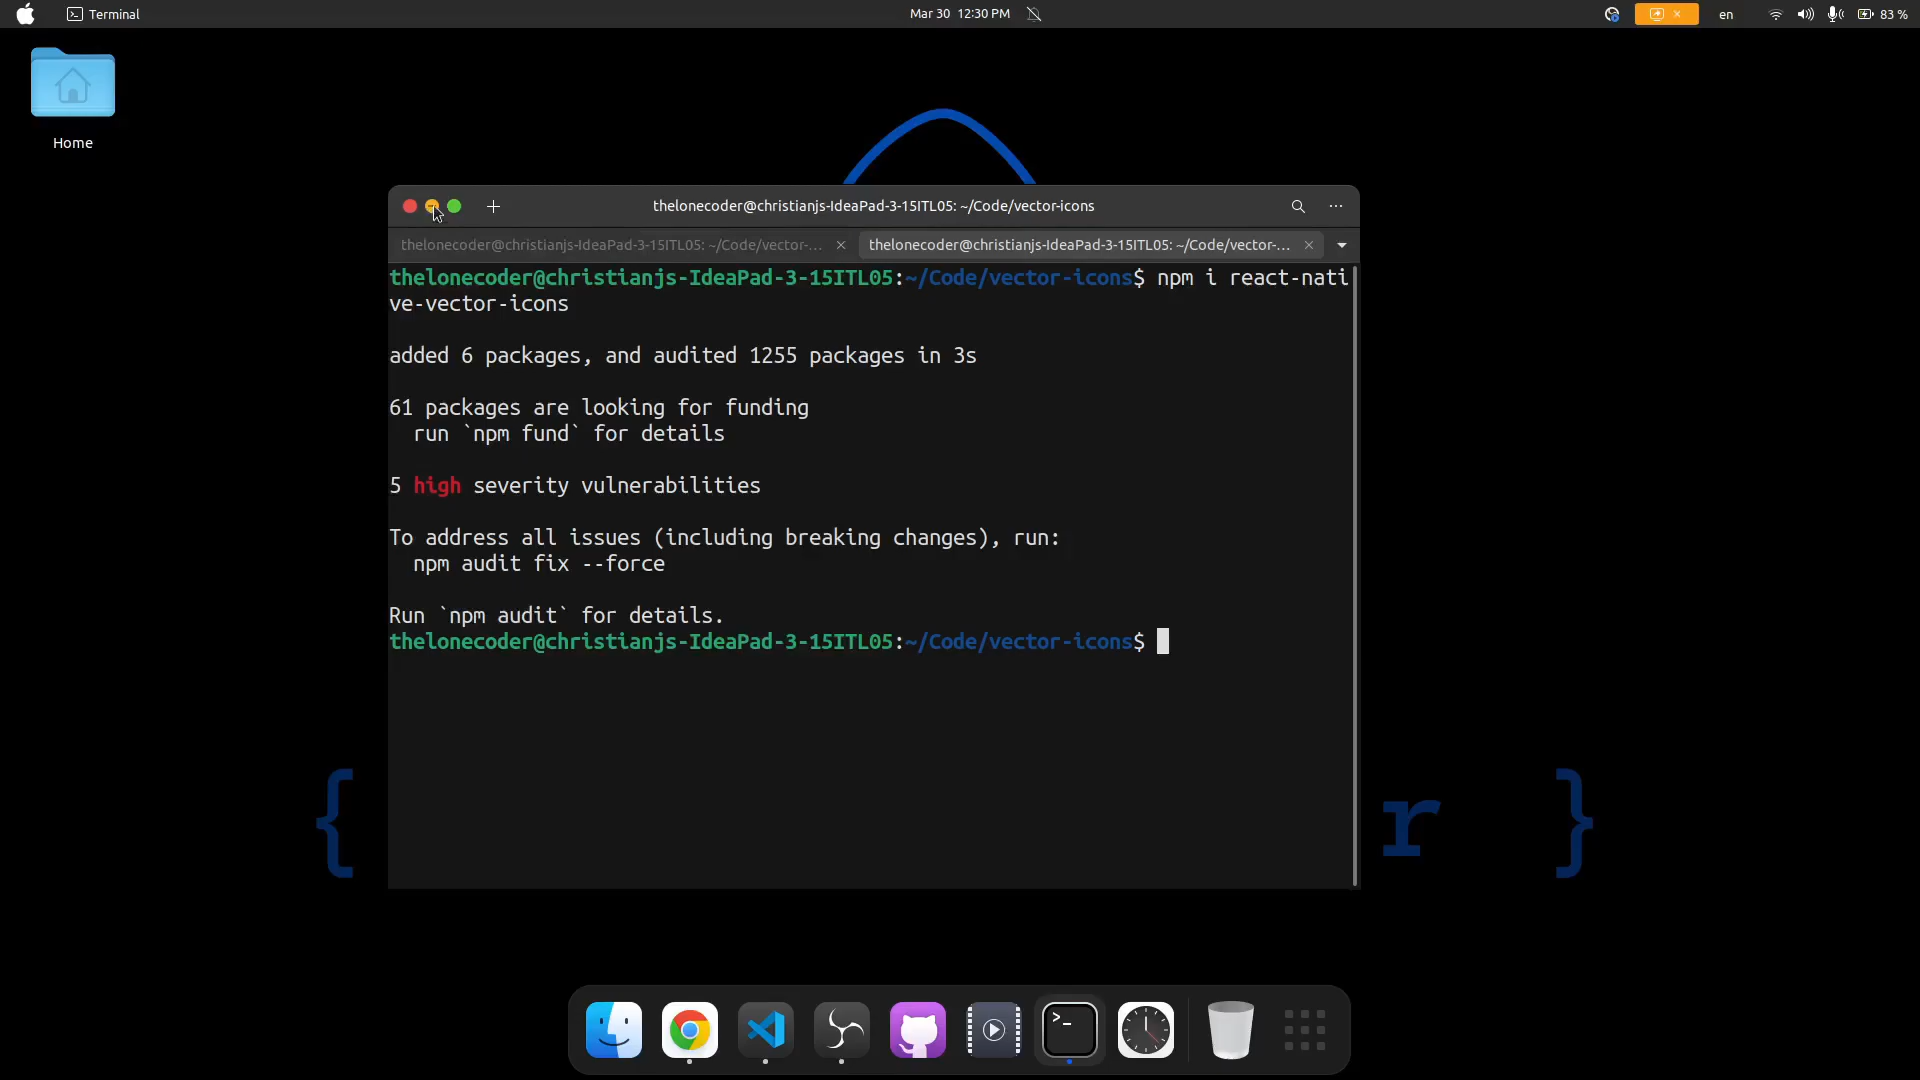 Terminal
Mar 30 12:30 PM
en
83 %
Home
thelonecoder@christianjs-IdeaPad-3-15ITL05: ~/Code/vector-icons
thelonecoder@christianjs-IdeaPad-3-15ITL05: ~/Code/vector-...
thelonecoder@christianjs-IdeaPad-3-15ITL05: ~/Code/vector-...
thelonecoder@christianjs-IdeaPad-3-15ITL05:~/Code/vector-icons$ npm i react-nati
ve-vector-icons
added 6 packages, and audited 1255 packages in 3s
61 packages are looking for funding
run `npm fund` for details
5 high severity vulnerabilities
To address all issues (including breaking changes), run:
npm audit fix --force
Run `npm audit` for details.
thelonecoder@christianjs-IdeaPad-3-15ITL05:~/Code/vector-icons$
{ r }